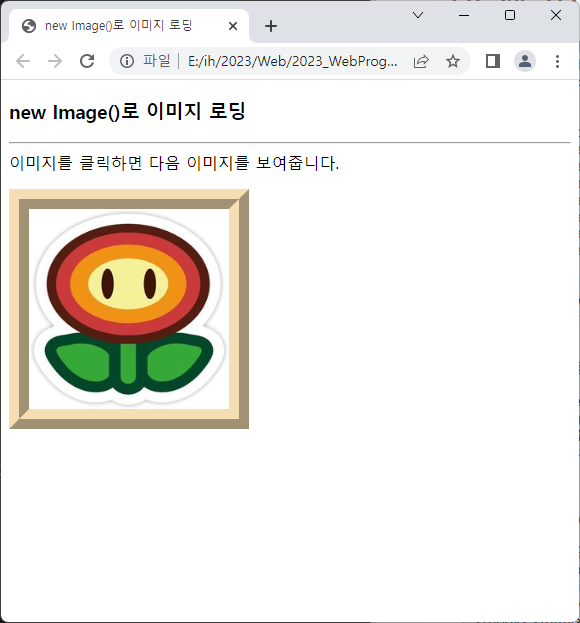 new Image()로 이미지 로딩
파일 E:/ih/2023/Web/2023_WebProg...
new Image()로 이미지 로딩
이미지를 클릭하면 다음 이미지를 보여줍니다.